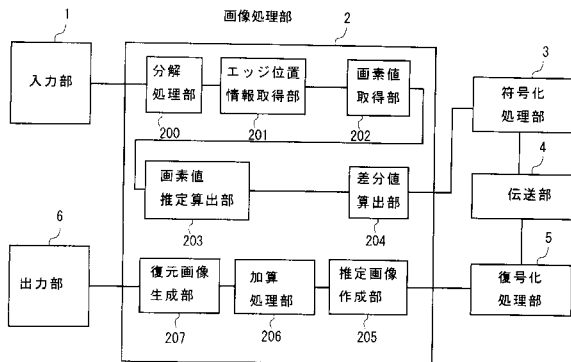 画像処理部
1
2
入力部
分解
処理部
200
エッジ位置
情報取得部
201
画素値
取得部
202
3
符号化
処理部
画素値
推定算出部
203
差分値
算出部
204
4
伝送部
6
出力部
復元画像
生成部
207
加算
処理部
206
推定画像
作成部
205
5
復号化
処理部